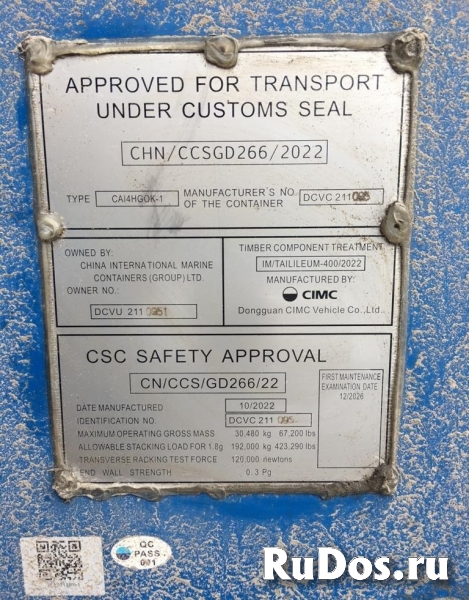 APPROVED FOR TRANSPORT
UNDER CUSTOMS SEAL
CHN/CCSGD266/2022
TYPE CAI4HGOK-1 MANUFACTURER'S NO. OF THE CONTAINER DCVC 211
OWNED BY:
CHINA INTERNATIONAL MARINE
CONTAINERS (GROUP) LTD.
OWNER NO.:
DCVU 211
TIMBER COMPONENT TREATMENT
IM/TAILILEUM-400/2022
MANUFACTURED BY:
CIMC
Dongguan CIMC Vehicle Co.,Ltd.
CSC SAFETY APPROVAL
CN/CCS/GD266/22
DATE MANUFACTURED 10/2022
IDENTIFICATION NO. DCVC 211
MAXIMUM OPERATING GROSS MASS 30,480 kg 67,200 lbs
ALLOWABLE STACKING LOAD FOR 1.8g 192,000 kg 423,290 lbs
TRANSVERSE RACKING TEST FORCE 120,000 newtons
END WALL STRENGTH 0.3 Pg
FIRST MAINTENANCE
EXAMINATION DATE
12/2026
QC
PASS
001
RuDos.ru